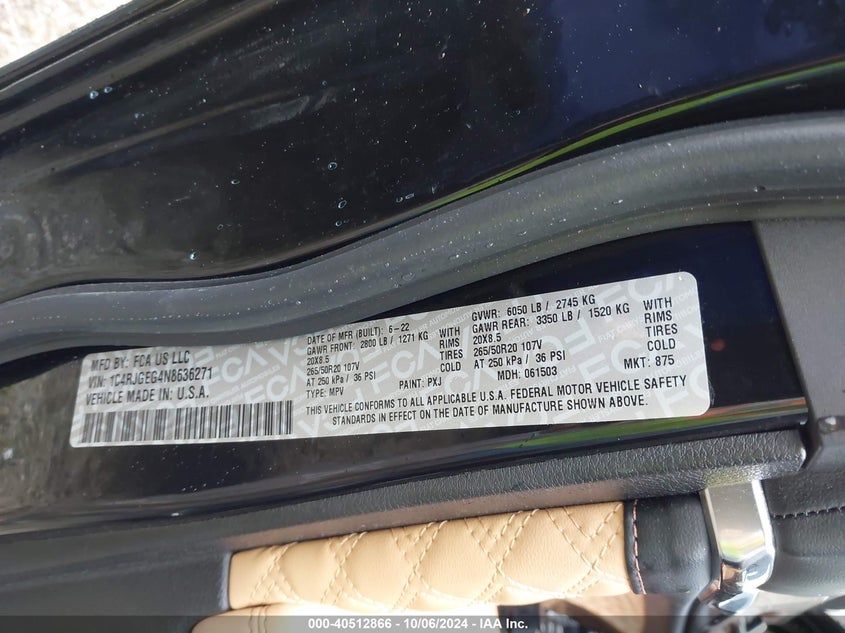 MFD BY: FCA US LLC
VIN: 1C4RJGEG4N8636271
VEHICLE MADE IN: U.S.A.
DATE OF MFR (BUILT): 6-22
GAWR FRONT: 2800 LB / 1271 KG WITH
20X8.5 RIMS
265/50R20 107V TIRES
AT 250 kPa / 36 PSI COLD
TYPE: MPV PAINT: PXJ
GVWR: 6050 LB / 2745 KG
GAWR REAR: 3350 LB / 1520 KG WITH
20X8.5 RIMS
265/50R20 107V TIRES
AT 250 kPa / 36 PSI COLD
MDH: 061503 MKT: 875
THIS VEHICLE CONFORMS TO ALL APPLICABLE U.S.A. FEDERAL MOTOR VEHICLE SAFETY
STANDARDS IN EFFECT ON THE DATE OF MANUFACTURE SHOWN ABOVE.
000-40512866 - 10/06/2024 - IAA Inc.